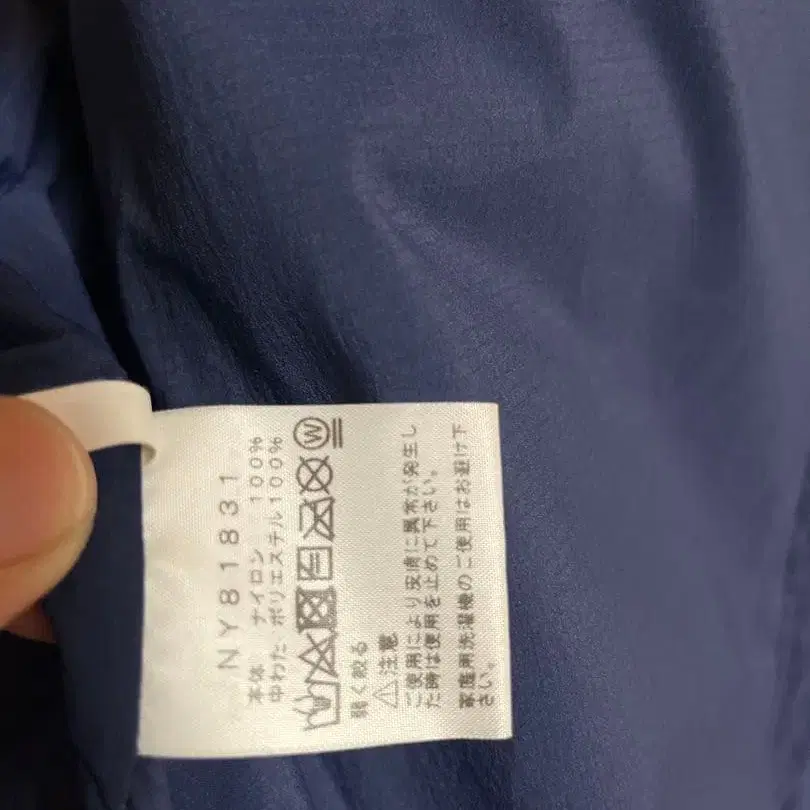 NY81831
本体 ナイロン 100%
中わた ポリエステル100%
W
弱く絞る
⚠注意
ご使用により皮膚に異常が発生し
た時は使用を止めて下さい。
家庭用洗濯機のご使用はお避け下
さい。